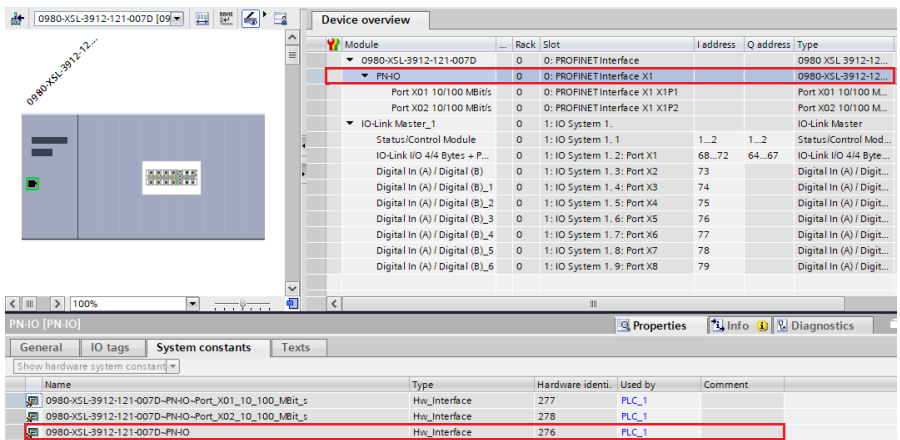 0980-XSL-3912-121-007D [09
Device overview
Module ... Rack Slot I address Q address Type
0980-XSL-3912-121-007D 0 0: PROFINET Interface 0980 XSL 3912-12...
PN-IO 0 0: PROFINET Interface X1 0980-XSL-3912-12...
Port X01 10/100 MBit/s 0 0: PROFINET Interface X1 X1P1 Port X01 10/100 M...
Port X02 10/100 MBit/s 0 0: PROFINET Interface X1 X1P2 Port X02 10/100 M...
IO-Link Master_1 0 1: IO System 1. IO-Link Master
Status/Control Module 0 1: IO System 1. 1 1...2 1...2 Status/Control Mod...
IO-Link I/O 4/4 Bytes + P... 0 1: IO System 1. 2: Port X1 68...72 64...67 IO-Link I/O 4/4 Byte...
Digital In (A) / Digital (B) 0 1: IO System 1. 3: Port X2 73 Digital In (A) / Digit...
Digital In (A) / Digital (B)_1 0 1: IO System 1. 4: Port X3 74 Digital In (A) / Digit...
Digital In (A) / Digital (B)_2 0 1: IO System 1. 5: Port X4 75 Digital In (A) / Digit...
Digital In (A) / Digital (B)_3 0 1: IO System 1. 6: Port X5 76 Digital In (A) / Digit...
Digital In (A) / Digital (B)_4 0 1: IO System 1. 7: Port X6 77 Digital In (A) / Digit...
Digital In (A) / Digital (B)_5 0 1: IO System 1. 8: Port X7 78 Digital In (A) / Digit...
Digital In (A) / Digital (B)_6 0 1: IO System 1. 9: Port X8 79 Digital In (A) / Digit...
0980-XSL-3912-12...
100%
PN-IO [PN-IO] Properties Info Diagnostics
General IO tags System constants Texts
Show hardware system constant
Name Type Hardware identi.. Used by Comment
0980-XSL-3912-121-007D~PN-IO~Port_X01_10_100_MBit_s Hw_Interface 277 PLC_1
0980-XSL-3912-121-007D~PN-IO~Port_X02_10_100_MBit_s Hw_Interface 278 PLC_1
0980-XSL-3912-121-007D~PN-IO Hw_Interface 276 PLC_1